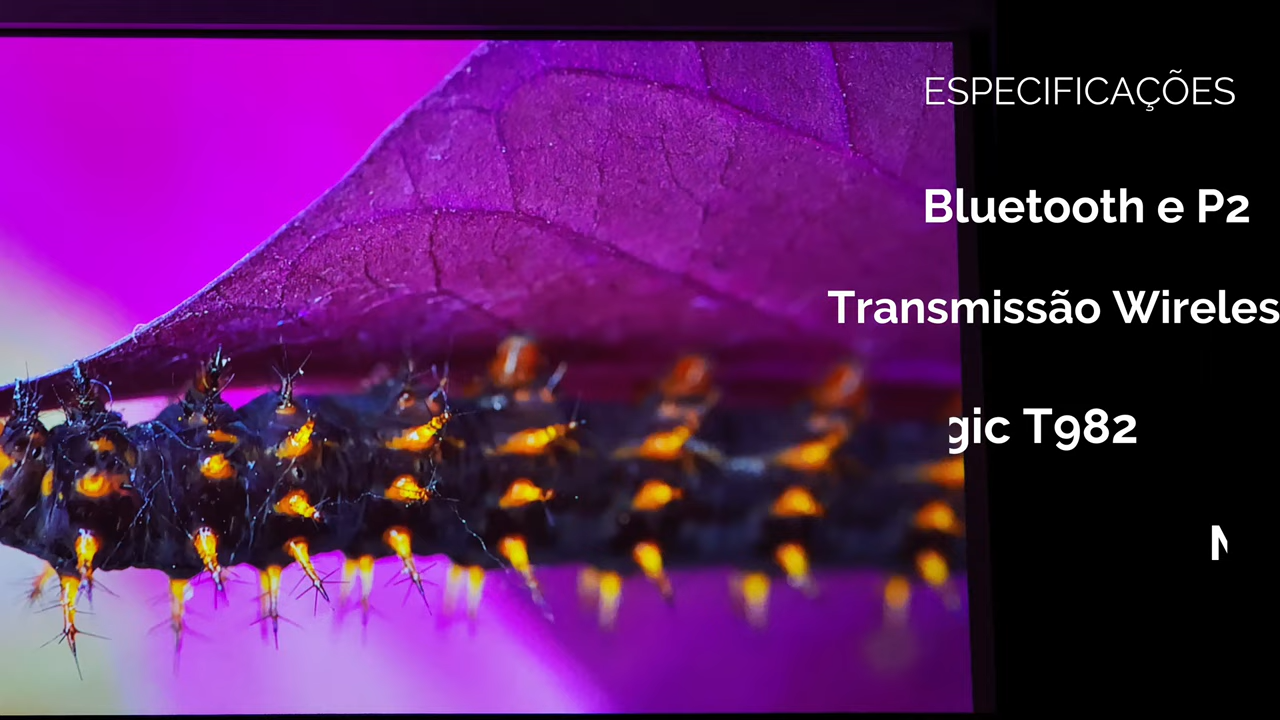 ESPECIFICAÇÕES
Bluetooth e P2
Transmissão Wireles
gic T982